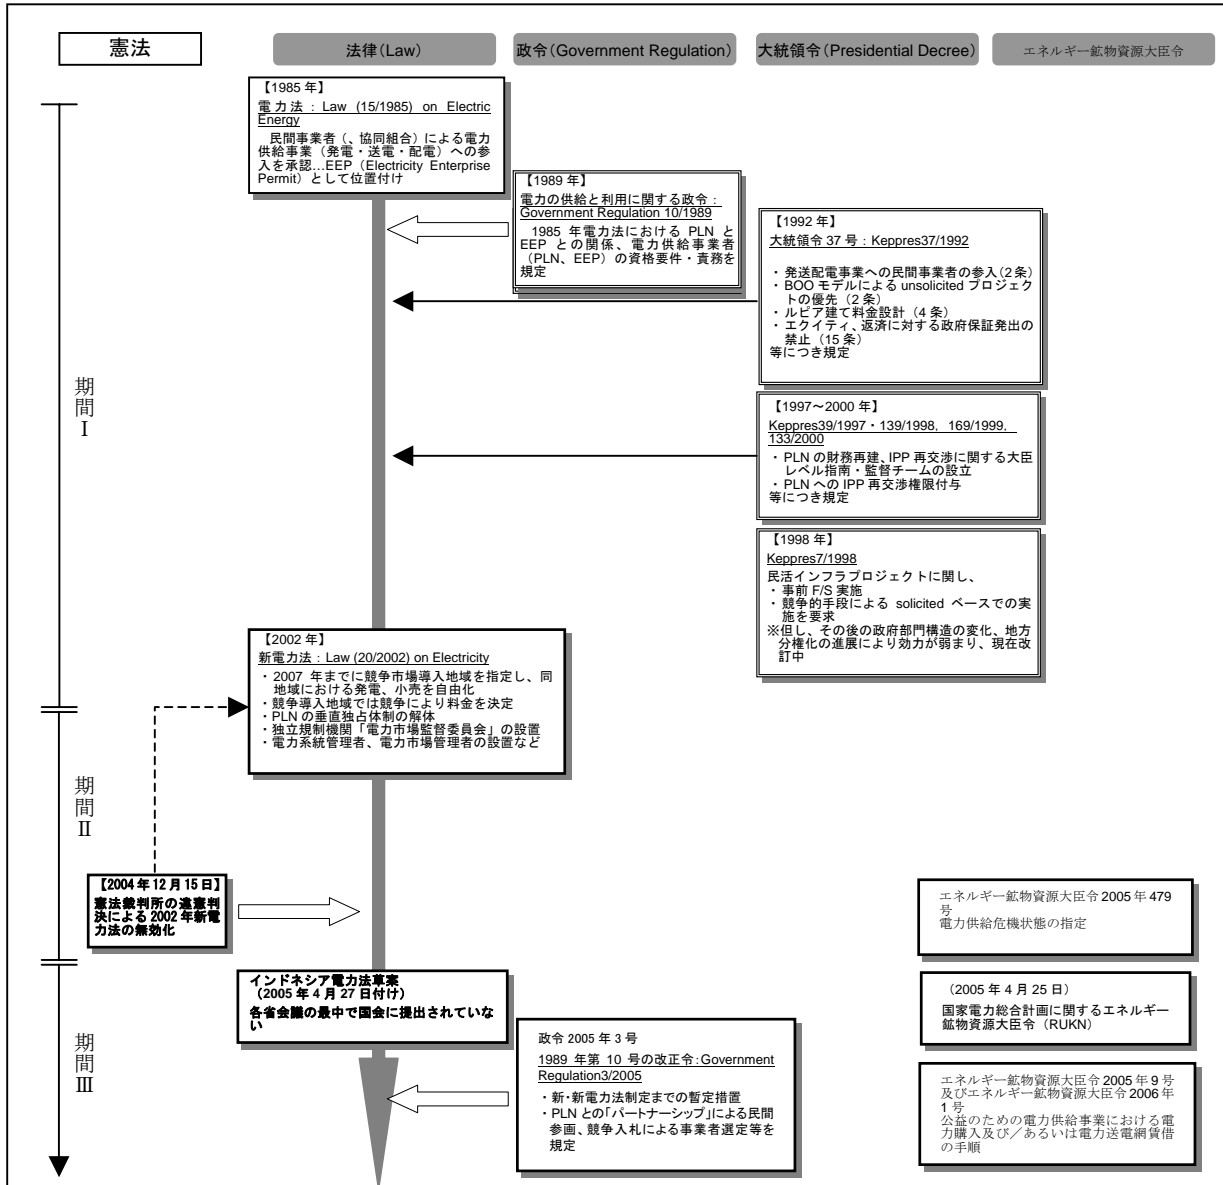 憲法
法律(Law)
政令(Government Regulation)
大統領令(Presidential Decree)
エネルギー鉱物資源大臣令
【1985 年】
電力法：Law (15/1985) on Electric
Energy
民間事業者（、協同組合）による電力
供給事業（発電・送電・配電）への参
入を承認…EEP（Electricity Enterprise
Permit）として位置付け
【1989 年】
電力の供給と利用に関する政令：
Government Regulation 10/1989
1985 年電力法における PLN と
EEP との関係、電力供給事業者
（PLN、EEP）の資格要件・責務を
規定
【1992 年】
大統領令 37 号：Keppres37/1992
・発送配電事業への民間事業者の参入（2 条）
・BOO モデルによる unsolicited プロジェク
トの優先（2 条）
・ルピア建て料金設計（4 条）
・エクイティ、返済に対する政府保証発出の
禁止（15 条）
等につき規定
期間Ⅰ
【1997～2000 年】
Keppres39/1997・139/1998, 169/1999,
133/2000
・PLN の財務再建、IPP 再交渉に関する大臣
レベル指南・監督チームの設立
・PLN への IPP 再交渉権限付与
等につき規定
【1998 年】
Keppres7/1998
民活インフラプロジェクトに関し、
・事前 F/S 実施
・競争的手段による solicited ベースでの実
施を要求
※但し、その後の政府部門構造の変化、地方
分権化の進展により効力が弱まり、現在改
訂中
【2002 年】
新電力法：Law (20/2002) on Electricity
・2007 年までに競争市場導入地域を指定し、同
地域における発電、小売を自由化
・競争導入地域では競争により料金を決定
・PLN の垂直独占体制の解体
・独立規制機関「電力市場監督委員会」の設置
・電力系統管理者、電力市場管理者の設置など
期間Ⅱ
【2004 年 12 月 15 日】
憲法裁判所の違憲判
決による 2002 年新電
力法の無効化
エネルギー鉱物資源大臣令 2005 年 479
号
電力供給危機状態の指定
インドネシア電力法草案
（2005 年 4 月 27 日付け）
各省会議の最中で国会に提出されていな
い
（2005 年 4 月 25 日）
国家電力総合計画に関するエネルギー
鉱物資源大臣令（RUKN）
期間Ⅲ
政令 2005 年 3 号
1989 年第 10 号の改正令：Government
Regulation3/2005
・新・新電力法制定までの暫定措置
・PLN との「パートナーシップ」による民間
参画、競争入札による事業者選定等を
規定
エネルギー鉱物資源大臣令 2005 年 9 号
及びエネルギー鉱物資源大臣令 2006 年
1 号
公益のための電力供給事業における電
力購入及び／あるいは電力送電網賃借
の手順